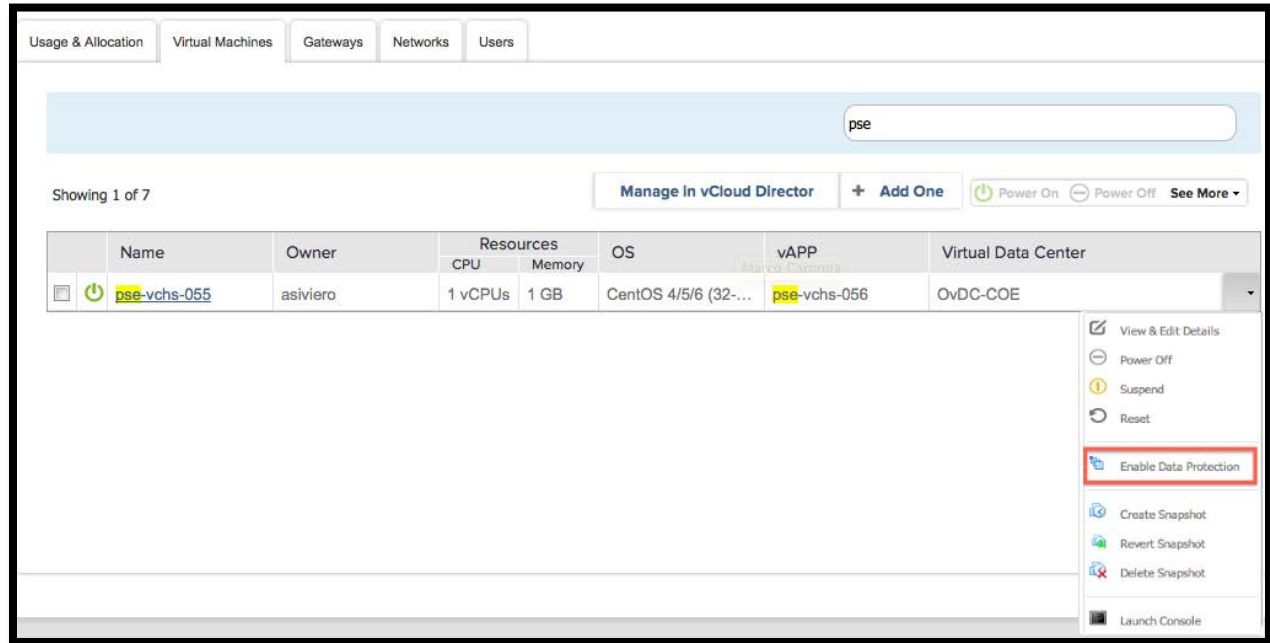 Usage & Allocation Virtual Machines Gateways Networks Users
pse
Showing 1 of 7
Manage in vCloud Director + Add One Power On Power Off See More
Name Owner Resources OS vAPP Virtual Data Center
CPU Memory
pse-vchs-055 asiviero 1 vCPUs 1 GB CentOS 4/5/6 (32-... pse-vchs-056 OvDC-COE
View & Edit Details
Power Off
Suspend
Reset
Enable Data Protection
Create Snapshot
Revert Snapshot
Delete Snapshot
Launch Console